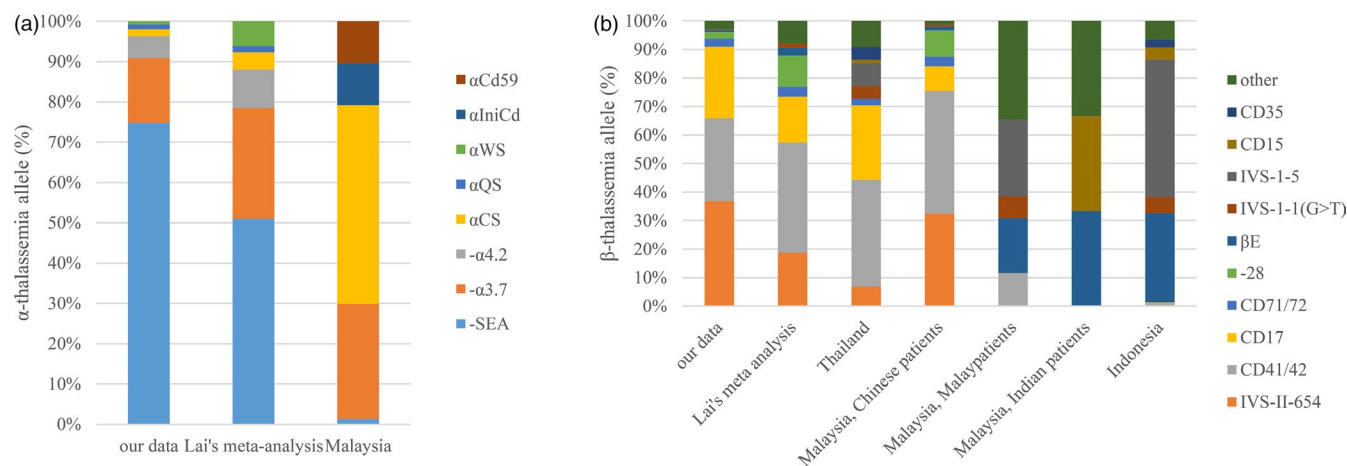 (a)
α-thalassemia allele (%)
100%
90%
80%
70%
60%
50%
40%
30%
20%
10%
0%
our data
Lai's meta-analysis
Malaysia
αCd59
αIniCd
αWS
αQS
αCS
-α4.2
-α3.7
-SEA
(b)
β-thalassemia allele (%)
100%
90%
80%
70%
60%
50%
40%
30%
20%
10%
0%
our data
Lai's meta analysis
Thailand
Malaysia, Chinese patients
Malaysia, Malaypatients
Malaysia, Indian patients
Indonesia
other
CD35
CD15
IVS-1-5
IVS-1-1(G>T)
βE
-28
CD71/72
CD17
CD41/42
IVS-II-654